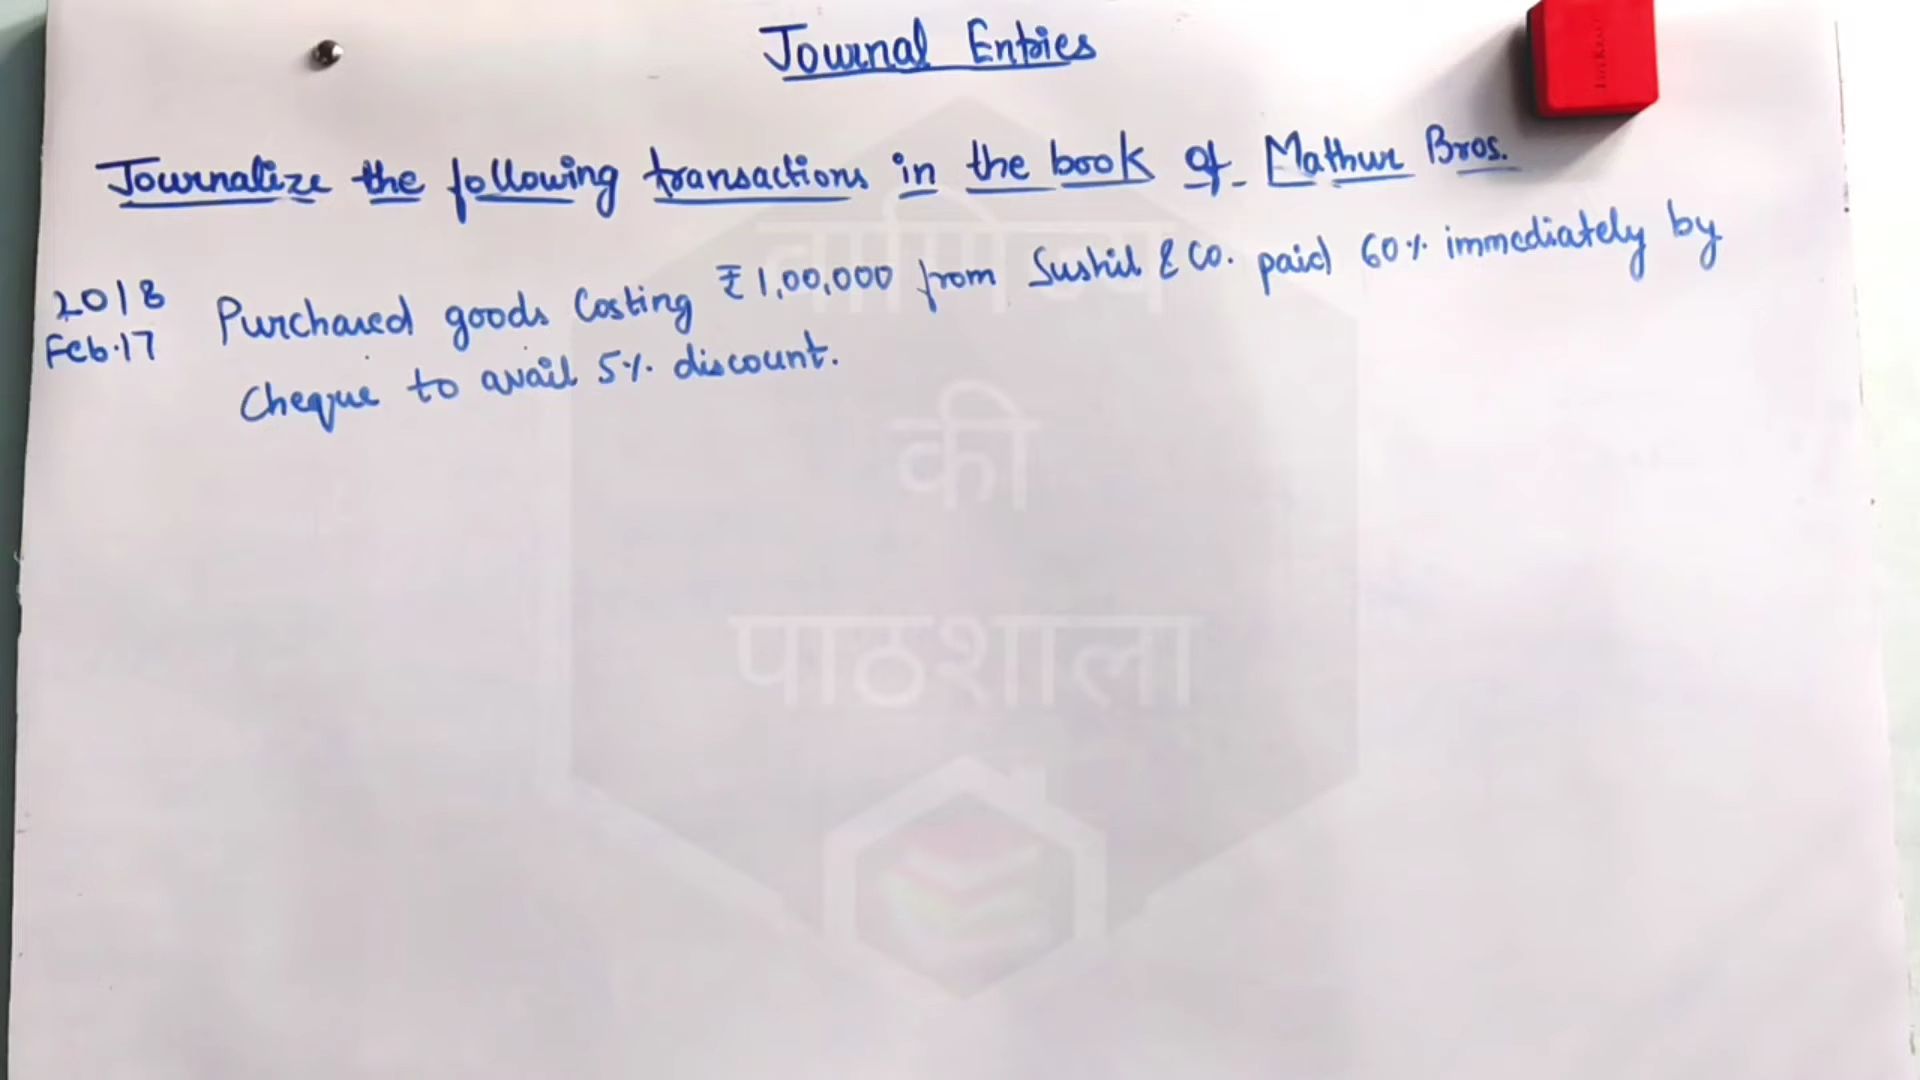 Journal Entries
Journalize the following transactions in the book of Mathur Bros.
2018
Feb.17
Purchased goods Costing ₹1,00,000 from Sushil & Co. paid 60% immediately by
Cheque to avail 5% discount.
वाणिज्य
की
पाठशाला